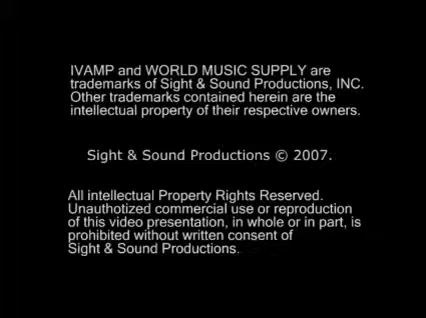 IVAMP and WORLD MUSIC SUPPLY are
trademarks of Sight & Sound Productions, INC.
Other trademarks contained herein are the
intellectual property of their respective owners.
Sight & Sound Productions © 2007.
All intellectual Property Rights Reserved.
Unauthotized commercial use or reproduction
of this video presentation, in whole or in part, is
prohibited without written consent of
Sight & Sound Productions.